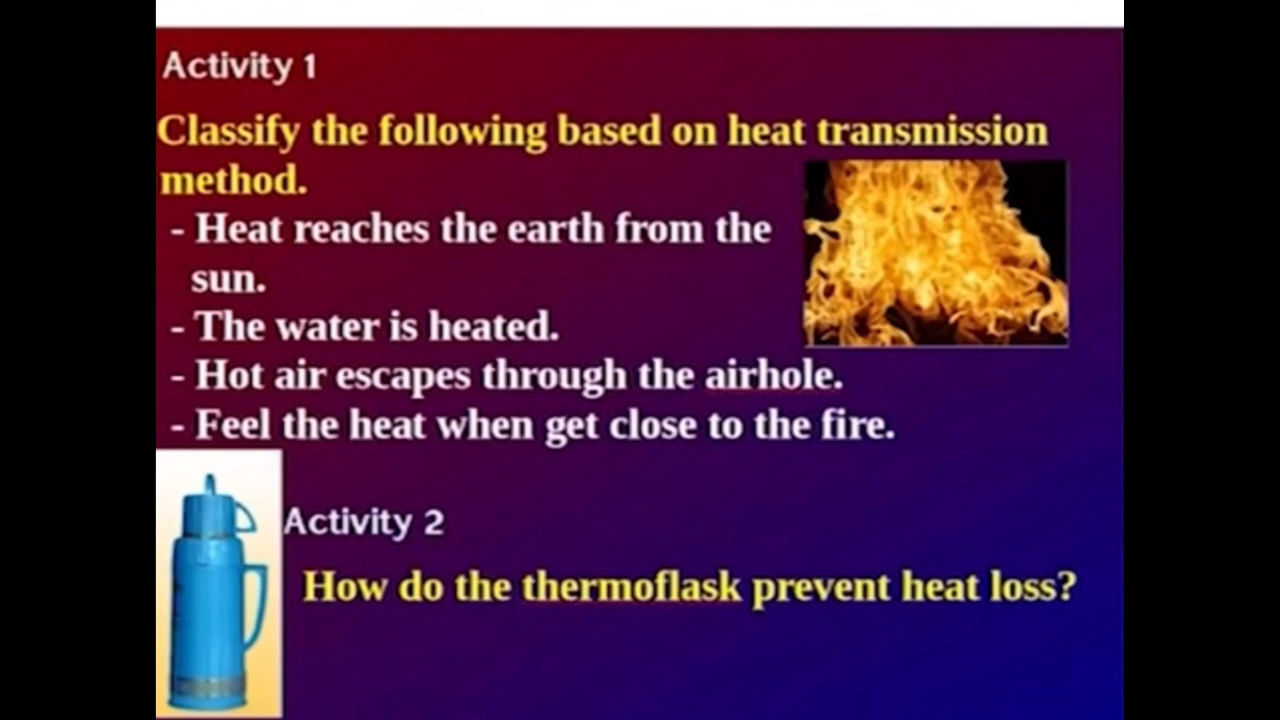 Activity 1
Classify the following based on heat transmission
method.
- Heat reaches the earth from the
sun.
- The water is heated.
- Hot air escapes through the airhole.
- Feel the heat when get close to the fire.
Activity 2
How do the thermoflask prevent heat loss?